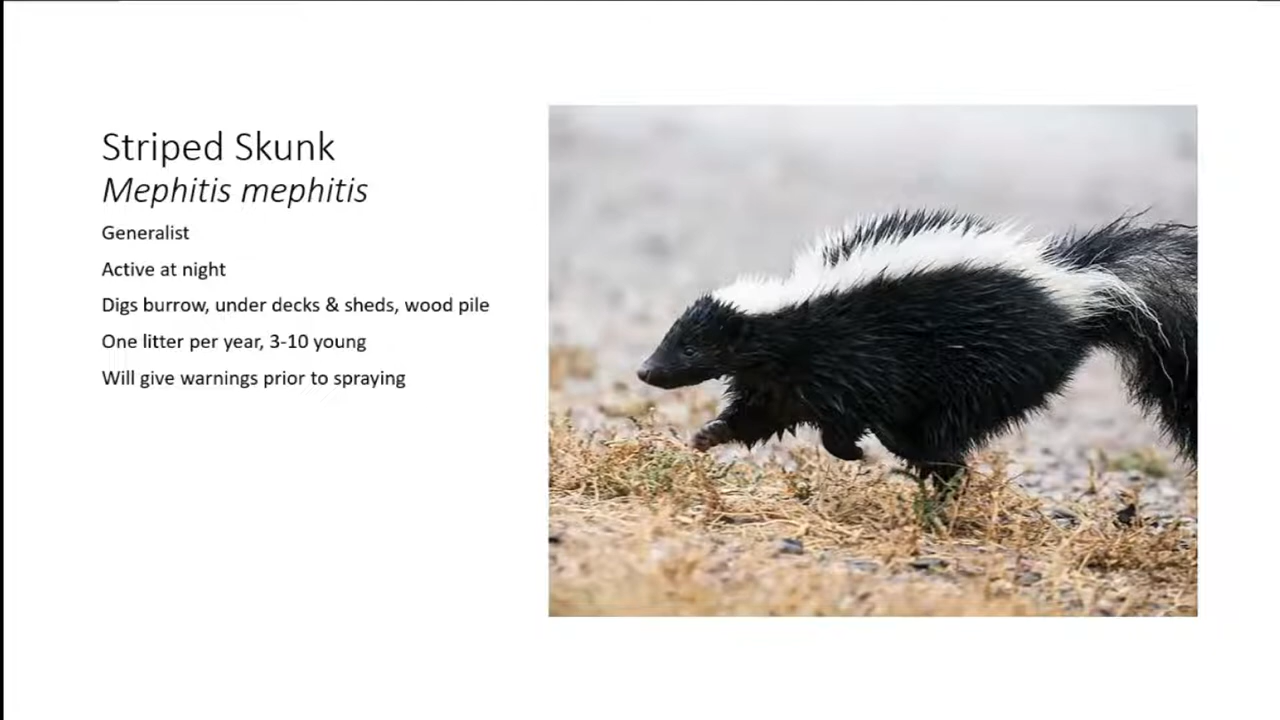 Striped Skunk
Mephitis mephitis
Generalist
Active at night
Digs burrow, under decks & sheds, wood pile
One litter per year, 3-10 young
Will give warnings prior to spraying